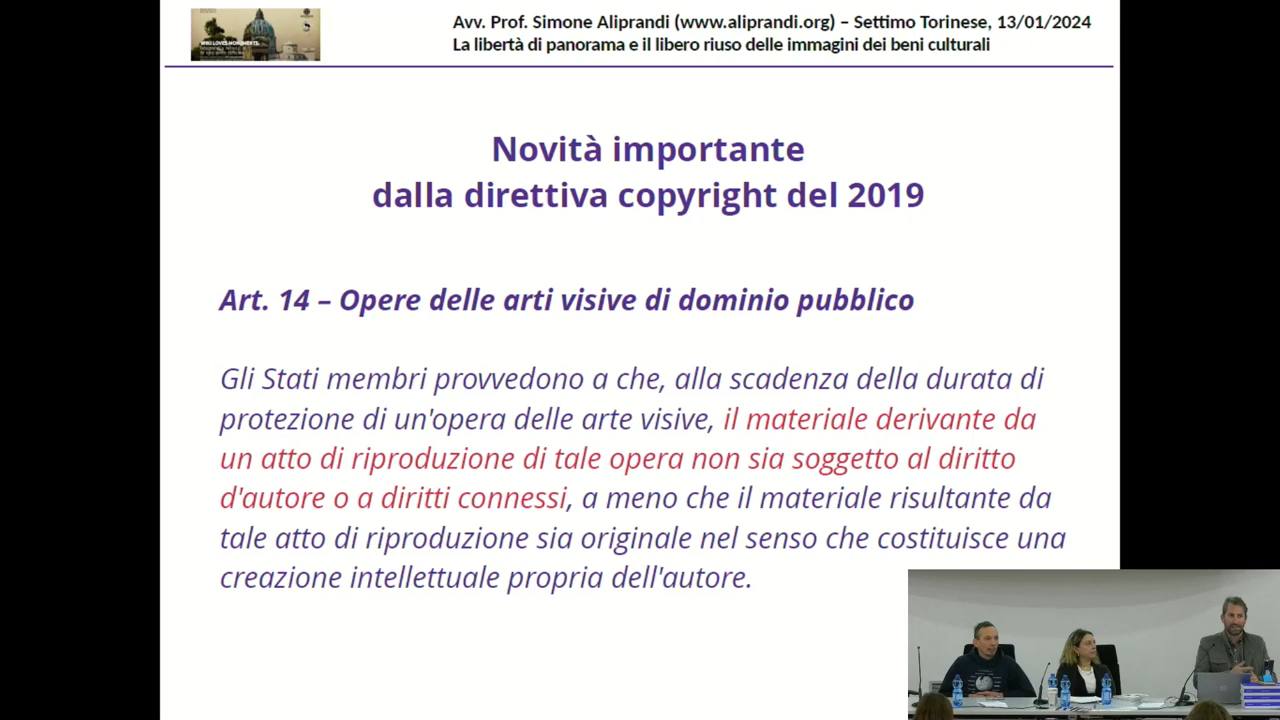 WIKI LOVES MONUMENTS
Avv. Prof. Simone Aliprandi (www.aliprandi.org) – Settimo Torinese, 13/01/2024
La libertà di panorama e il libero riuso delle immagini dei beni culturali
Novità importante
dalla direttiva copyright del 2019
Art. 14 – Opere delle arti visive di dominio pubblico
Gli Stati membri provvedono a che, alla scadenza della durata di
protezione di un'opera delle arte visive, il materiale derivante da
un atto di riproduzione di tale opera non sia soggetto al diritto
d'autore o a diritti connessi, a meno che il materiale risultante da
tale atto di riproduzione sia originale nel senso che costituisce una
creazione intellettuale propria dell'autore.